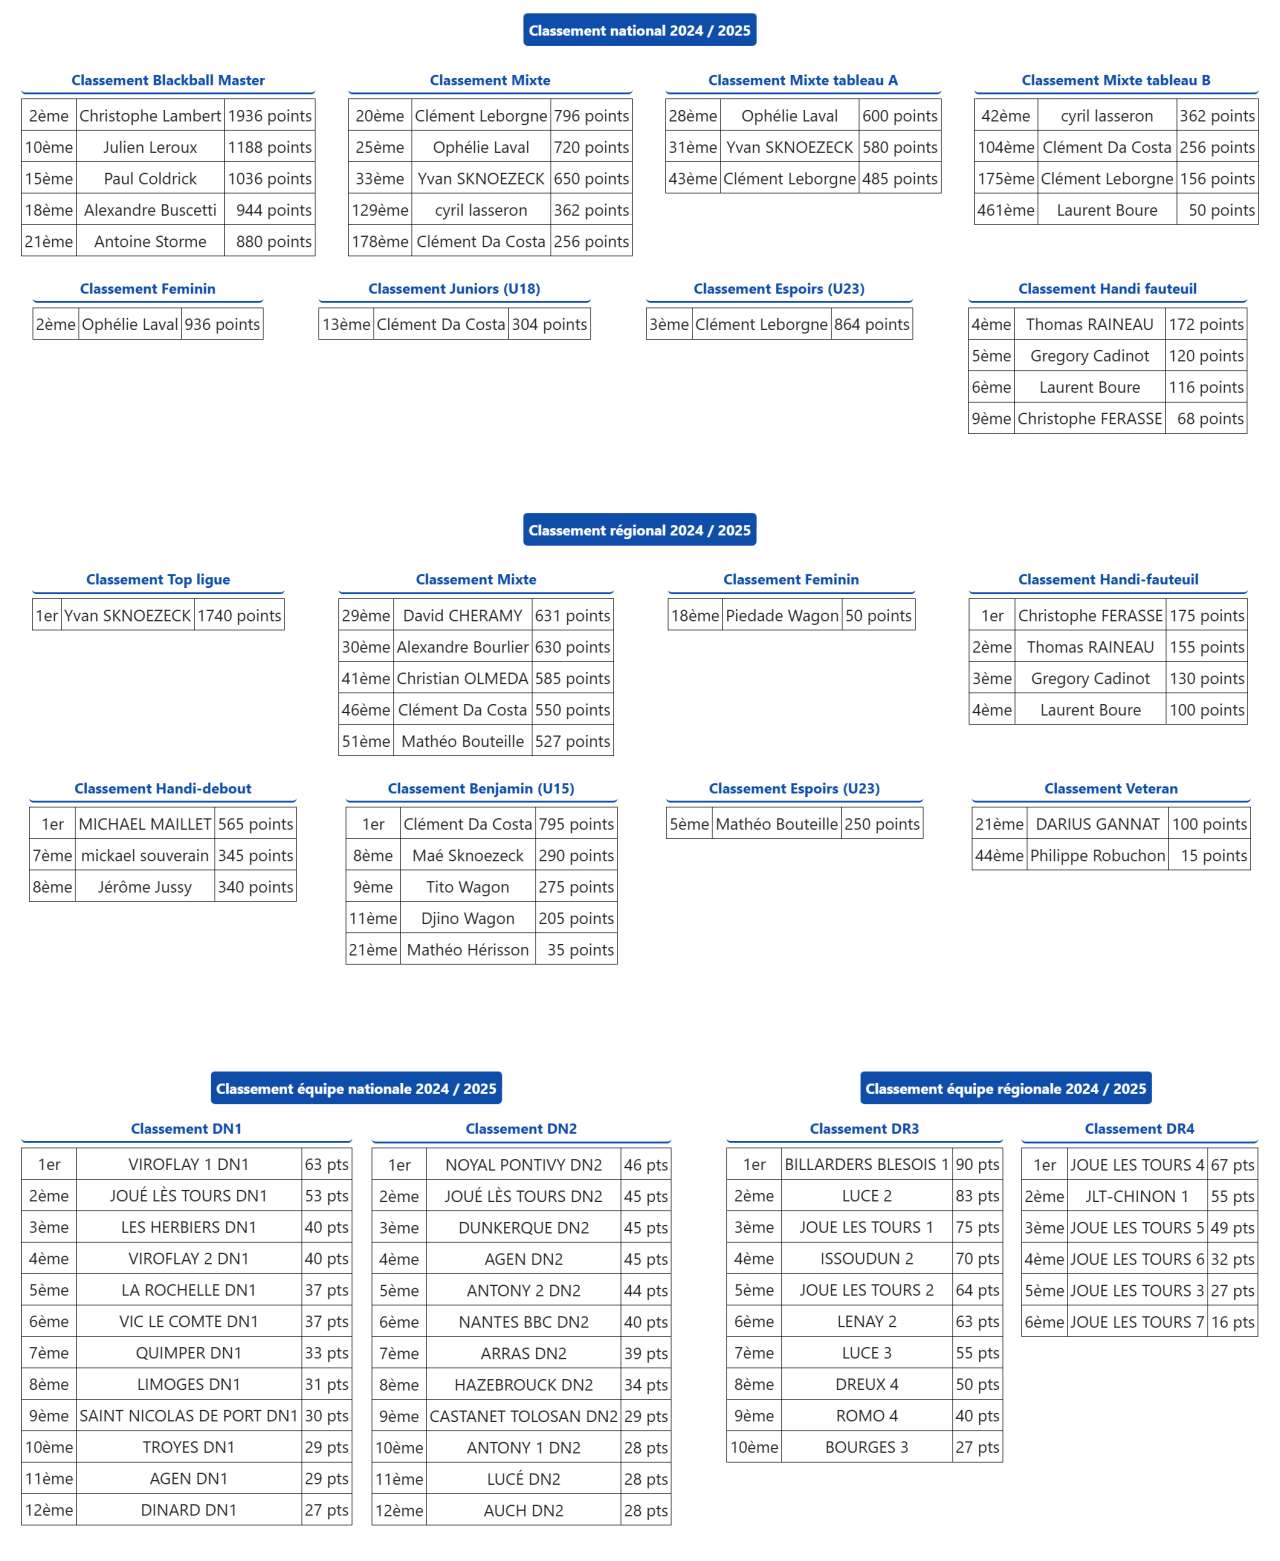 Classement national 2024 / 2025
Classement Blackball Master
2ème Christophe Lambert 1936 points
10ème Julien Leroux 1188 points
15ème Paul Coldrick 1036 points
18ème Alexandre Buscetti 944 points
21ème Antoine Storme 880 points
Classement Mixte
20ème Clément Leborgne 796 points
25ème Ophélie Laval 720 points
33ème Yvan SKNOEZECK 650 points
129ème cyril lasseron 362 points
178ème Clément Da Costa 256 points
Classement Mixte tableau A
28ème Ophélie Laval 600 points
31ème Yvan SKNOEZECK 580 points
43ème Clément Leborgne 485 points
Classement Mixte tableau B
42ème cyril lasseron 362 points
104ème Clément Da Costa 256 points
175ème Clément Leborgne 156 points
461ème Laurent Boure 50 points
Classement Feminin
2ème Ophélie Laval 936 points
Classement Juniors (U18)
13ème Clément Da Costa 304 points
Classement Espoirs (U23)
3ème Clément Leborgne 864 points
Classement Handi fauteuil
4ème Thomas RAINEAU 172 points
5ème Gregory Cadinot 120 points
6ème Laurent Boure 116 points
9ème Christophe FERASSE 68 points
Classement régional 2024 / 2025
Classement Top ligue
1er Yvan SKNOEZECK 1740 points
Classement Mixte
29ème David CHERAMY 631 points
30ème Alexandre Bourlier 630 points
41ème Christian OLMEDA 585 points
46ème Clément Da Costa 550 points
51ème Mathéo Bouteille 527 points
Classement Feminin
18ème Piedade Wagon 50 points
Classement Handi-fauteuil
1er Christophe FERASSE 175 points
2ème Thomas RAINEAU 155 points
3ème Gregory Cadinot 130 points
4ème Laurent Boure 100 points
Classement Handi-debout
1er MICHAEL MAILLET 565 points
7ème mickael souverain 345 points
8ème Jérôme Jussy 340 points
Classement Benjamin (U15)
1er Clément Da Costa 795 points
8ème Maé Sknoezeck 290 points
9ème Tito Wagon 275 points
11ème Djino Wagon 205 points
21ème Mathéo Hérisson 35 points
Classement Espoirs (U23)
5ème Mathéo Bouteille 250 points
Classement Veteran
21ème DARIUS GANNAT 100 points
44ème Philippe Robuchon 15 points
Classement équipe nationale 2024 / 2025
Classement DN1
1er VIROFLAY 1 DN1 63 pts
2ème JOUÉ LÈS TOURS DN1 53 pts
3ème LES HERBIERS DN1 40 pts
4ème VIROFLAY 2 DN1 40 pts
5ème LA ROCHELLE DN1 37 pts
6ème VIC LE COMTE DN1 37 pts
7ème QUIMPER DN1 33 pts
8ème LIMOGES DN1 31 pts
9ème SAINT NICOLAS DE PORT DN1 30 pts
10ème TROYES DN1 29 pts
11ème AGEN DN1 29 pts
12ème DINARD DN1 27 pts
Classement DN2
1er NOYAL PONTIVY DN2 46 pts
2ème JOUÉ LÈS TOURS DN2 45 pts
3ème DUNKERQUE DN2 45 pts
4ème AGEN DN2 45 pts
5ème ANTONY 2 DN2 44 pts
6ème NANTES BBC DN2 40 pts
7ème ARRAS DN2 39 pts
8ème HAZEBROUCK DN2 34 pts
9ème CASTANET TOLOSAN DN2 29 pts
10ème ANTONY 1 DN2 28 pts
11ème LUCÉ DN2 28 pts
12ème AUCH DN2 28 pts
Classement équipe régionale 2024 / 2025
Classement DR3
1er BILLARDERS BLESOIS 1 90 pts
2ème LUCE 2 83 pts
3ème JOUE LES TOURS 1 75 pts
4ème ISSOUDUN 2 70 pts
5ème JOUE LES TOURS 2 64 pts
6ème LENAY 2 63 pts
7ème LUCE 3 55 pts
8ème DREUX 4 50 pts
9ème ROMO 4 40 pts
10ème BOURGES 3 27 pts
Classement DR4
1er JOUE LES TOURS 4 67 pts
2ème JLT-CHINON 1 55 pts
3ème JOUE LES TOURS 5 49 pts
4ème JOUE LES TOURS 6 32 pts
5ème JOUE LES TOURS 3 27 pts
6ème JOUE LES TOURS 7 16 pts